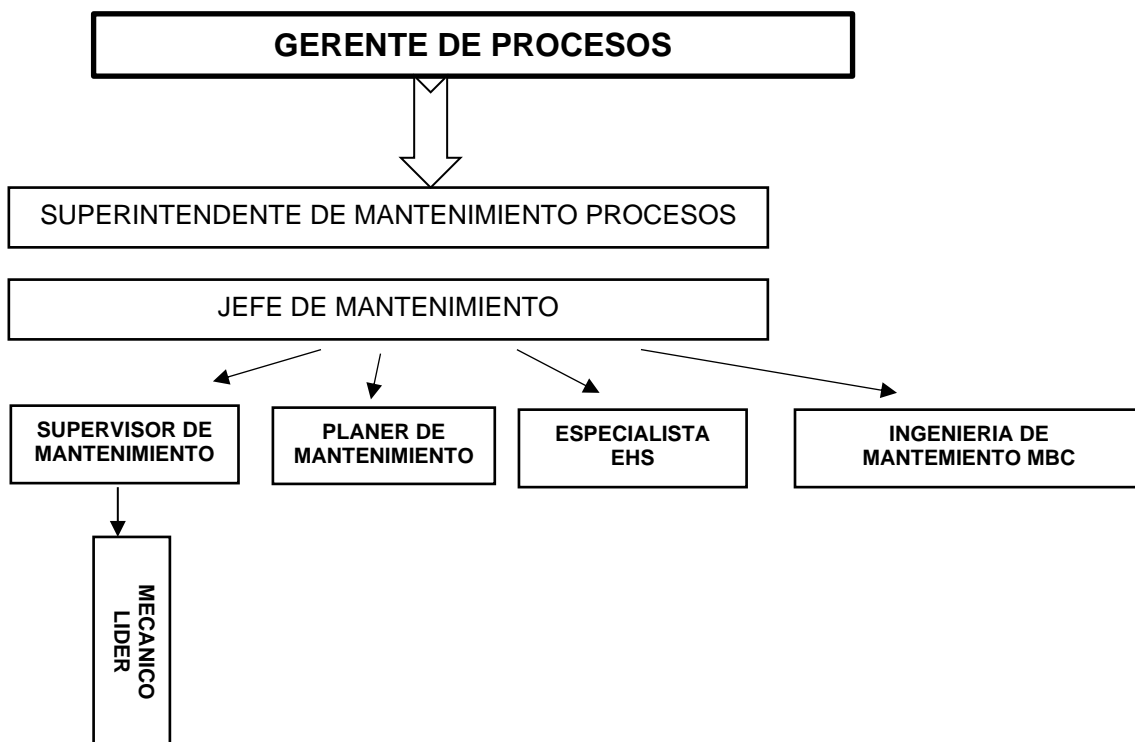 GERENTE DE PROCESOS
SUPERINTENDENTE DE MANTENIMIENTO PROCESOS
JEFE DE MANTENIMIENTO
SUPERVISOR DE
MANTENIMIENTO
PLANER DE
MANTENIMIENTO
ESPECIALISTA
EHS
INGENIERIA DE
MANTEMIENTO MBC
MECANICO
LIDER